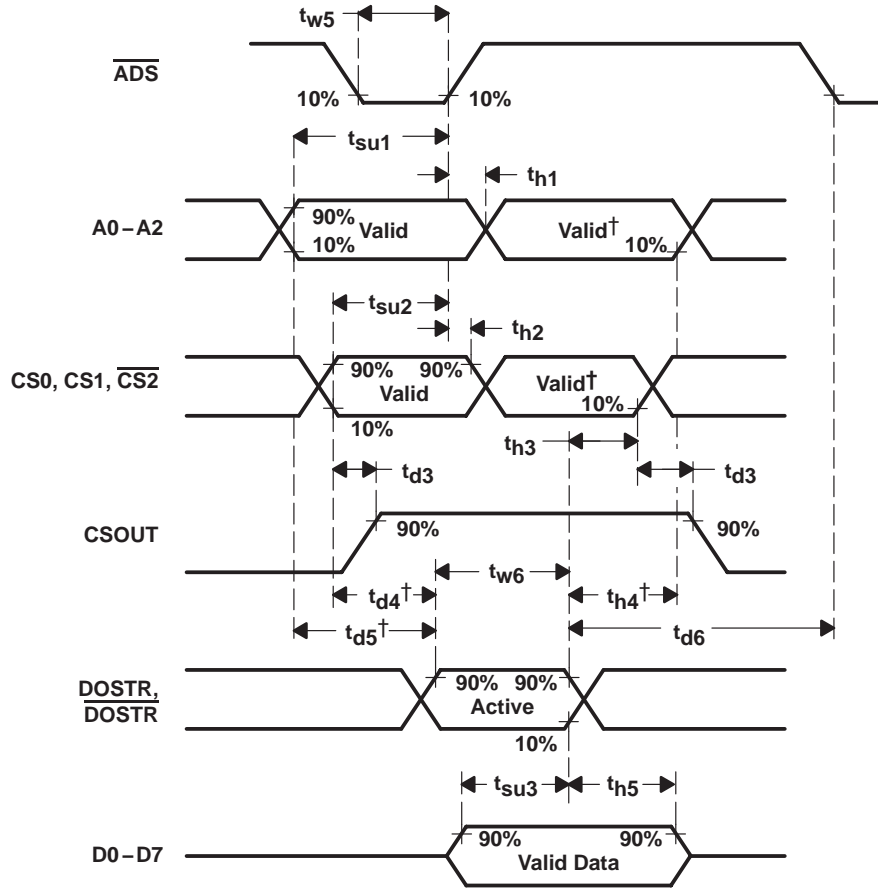 tw5
ADS
10%
10%
tsu1
th1
A0–A2
90%
10%
Valid
Valid†
10%
tsu2
th2
CS0, CS1, CS2
90%
90%
Valid
Valid†
10%
10%
th3
td3
td3
CSOUT
90%
90%
tw6
td4†
th4†
td5†
td6
DOSTR,
DOSTR
90%
90%
Active
10%
tsu3
th5
D0–D7
90%
90%
Valid Data